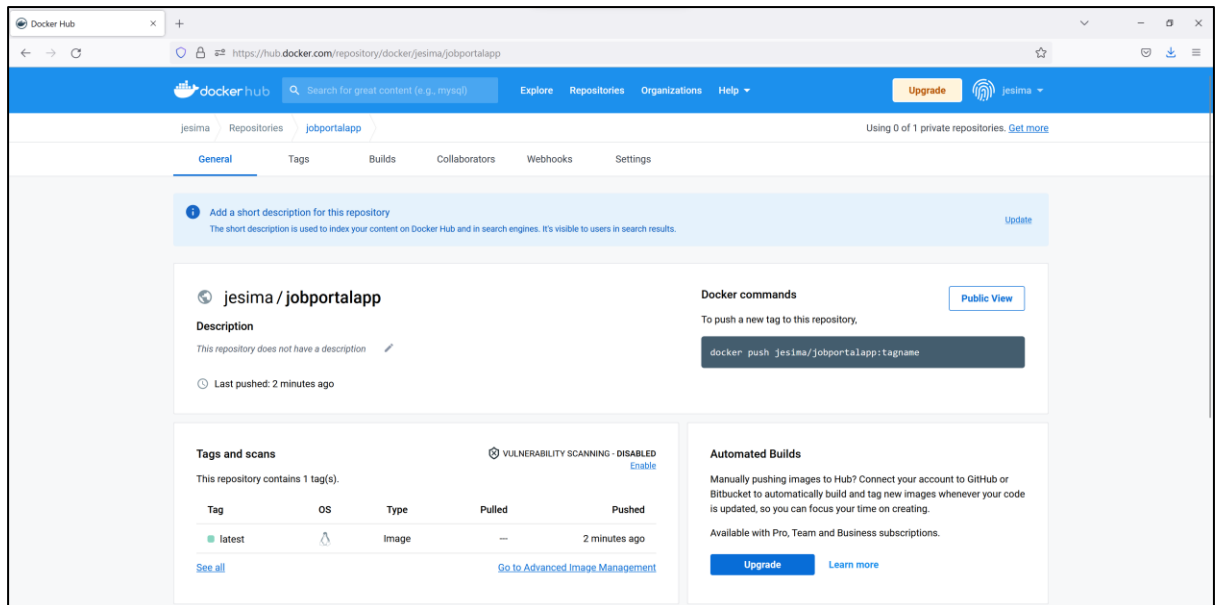 Docker Hub
https://hub.docker.com/repository/docker/jesima/jobportalapp
dockerhub Search for great content (e.g., mysql) Explore Repositories Organizations Help Upgrade jesima
jesima Repositories jobportalapp Using 0 of 1 private repositories. Get more
General Tags Builds Collaborators Webhooks Settings
Add a short description for this repository
The short description is used to index your content on Docker Hub and in search engines. It's visible to users in search results.
Update
jesima / jobportalapp
Description
This repository does not have a description
Last pushed: 2 minutes ago
Docker commands
Public View
To push a new tag to this repository,
docker push jesima/jobportalapp:tagname
Tags and scans
VULNERABILITY SCANNING - DISABLED
Enable
This repository contains 1 tag(s).
Tag OS Type Pulled Pushed
latest Image --- 2 minutes ago
See all Go to Advanced Image Management
Automated Builds
Manually pushing images to Hub? Connect your account to GitHub or
Bitbucket to automatically build and tag new images whenever your code
is updated, so you can focus your time on creating.
Available with Pro, Team and Business subscriptions.
Upgrade Learn more